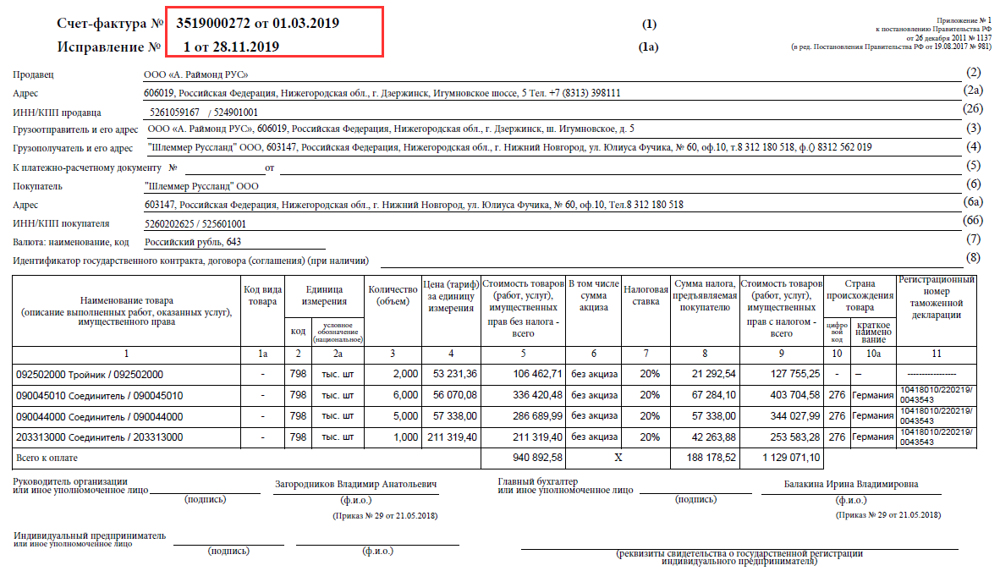 Счет-фактура № 3519000272 от 01.03.2019 (1)
Исправление № 1 от 28.11.2019 (1а)
Приложение № 1
к постановлению Правительства РФ
от 26 декабря 2011 № 1137
(в ред. Постановления Правительства РФ от 19.08.2017 № 981)
Продавец ООО «А. Раймонд РУС» (2)
Адрес 606019, Российская Федерация, Нижегородская обл., г. Дзержинск, Игумновское шоссе, 5 Тел. +7 (8313) 398111 (2а)
ИНН/КПП продавца 5261059167 / 524901001 (2б)
Грузоотправитель и его адрес ООО «А. Раймонд РУС», 606019, Российская Федерация, Нижегородская обл., г. Дзержинск, ш. Игумновское, д. 5 (3)
Грузополучатель и его адрес "Шлеммер Руссланд" ООО, 603147, Российская Федерация, Нижегородская обл., г. Нижний Новгород, ул. Юлиуса Фучика, № 60, оф.10, т.8 312 180 518, ф.() 8312 562 019 (4)
К платежно-расчетному документу № от (5)
Покупатель "Шлеммер Руссланд" ООО (6)
Адрес 603147, Российская Федерация, Нижегородская обл., г. Нижний Новгород, ул. Юлиуса Фучика, № 60, оф.10, Тел.8 312 180 518 (6а)
ИНН/КПП покупателя 5260202625 / 525601001 (6б)
Валюта: наименование, код Российский рубль, 643 (7)
Идентификатор государственного контракта, договора (соглашения) (при наличии) (8)
Наименование товара
(описание выполненных работ, оказанных услуг),
имущественного права
Код вида
товара
Единица
измерения
код
условное
обозначение
(национальное)
Количество
(объем)
Цена (тариф)
за единицу
измерения
Стоимость товаров
(работ, услуг),
имущественных
прав без налога -
всего
В том числе
сумма
акциза
Налоговая
ставка
Сумма налога,
предъявляемая
покупателю
Стоимость товаров
(работ, услуг),
имущественных
прав с налогом -
всего
Страна
происхождения
товара
цифро
вой
код
краткое
наимено
вание
Регистрационный
номер
таможенной
декларации
1 1а 2 2а 3 4 5 6 7 8 9 10 10а 11
092502000 Тройник / 092502000 - 798 тыс. шт 2,000 53 231,36 106 462,71 без акциза 20% 21 292,54 127 755,25 - – -----------------
090045010 Соединитель / 090045010 - 798 тыс. шт 6,000 56 070,08 336 420,48 без акциза 20% 67 284,10 403 704,58 276 Германия 10418010/220219/
0043543
090044000 Соединитель / 090044000 - 798 тыс. шт 5,000 57 338,00 286 689,99 без акциза 20% 57 338,00 344 027,99 276 Германия 10418010/220219/
0043543
203313000 Соединитель / 203313000 - 798 тыс. шт 1,000 211 319,40 211 319,40 без акциза 20% 42 263,88 253 583,28 276 Германия 10418010/220219/
0043543
Всего к оплате 940 892,58 Х 188 178,52 1 129 071,10
Руководитель организации
или иное уполномоченное лицо
(подпись)
Загородников Владимир Анатольевич
(ф.и.о.)
(Приказ № 29 от 21.05.2018)
Главный бухгалтер
или иное уполномоченное лицо
(подпись)
Балакина Ирина Владимировна
(ф.и.о.)
(Приказ № 29 от 21.05.2018)
Индивидуальный предприниматель
или иное уполномоченное лицо
(подпись) (ф.и.о.)
(реквизиты свидетельства о государственной регистрации
индивидуального предпринимателя)